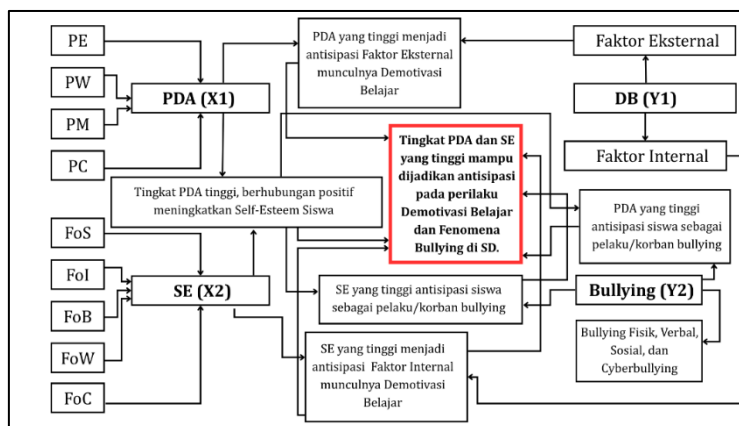 PE
PW
PM
PC
PDA (X1)
PDA yang tinggi menjadi
antisipasi Faktor Eksternal
munculnya Demotivasi
Belajar
Faktor Eksternal
DB (Y1)
Faktor Internal
Tingkat PDA dan SE
yang tinggi mampu
dijadikan antisipasi
pada perilaku
Demotivasi Belajar
dan Fenomena
Bullying di SD.
Tingkat PDA tinggi, berhubungan positif
meningkatkan Self-Esteem Siswa
PDA yang tinggi
antisipasi siswa sebagai
pelaku/korban bullying
FoS
FoI
FoB
FoW
FoC
SE (X2)
SE yang tinggi antisipasi siswa
sebagai pelaku/korban bullying
Bullying (Y2)
SE yang tinggi menjadi
antisipasi Faktor Internal
munculnya Demotivasi
Belajar
Bullying Fisik, Verbal,
Sosial, dan
Cyberbullying